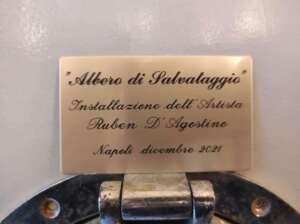 "Albero di Salvataggio"
Installazione dell'Artista
Ruben D'Agostino
Napoli dicembre 2021